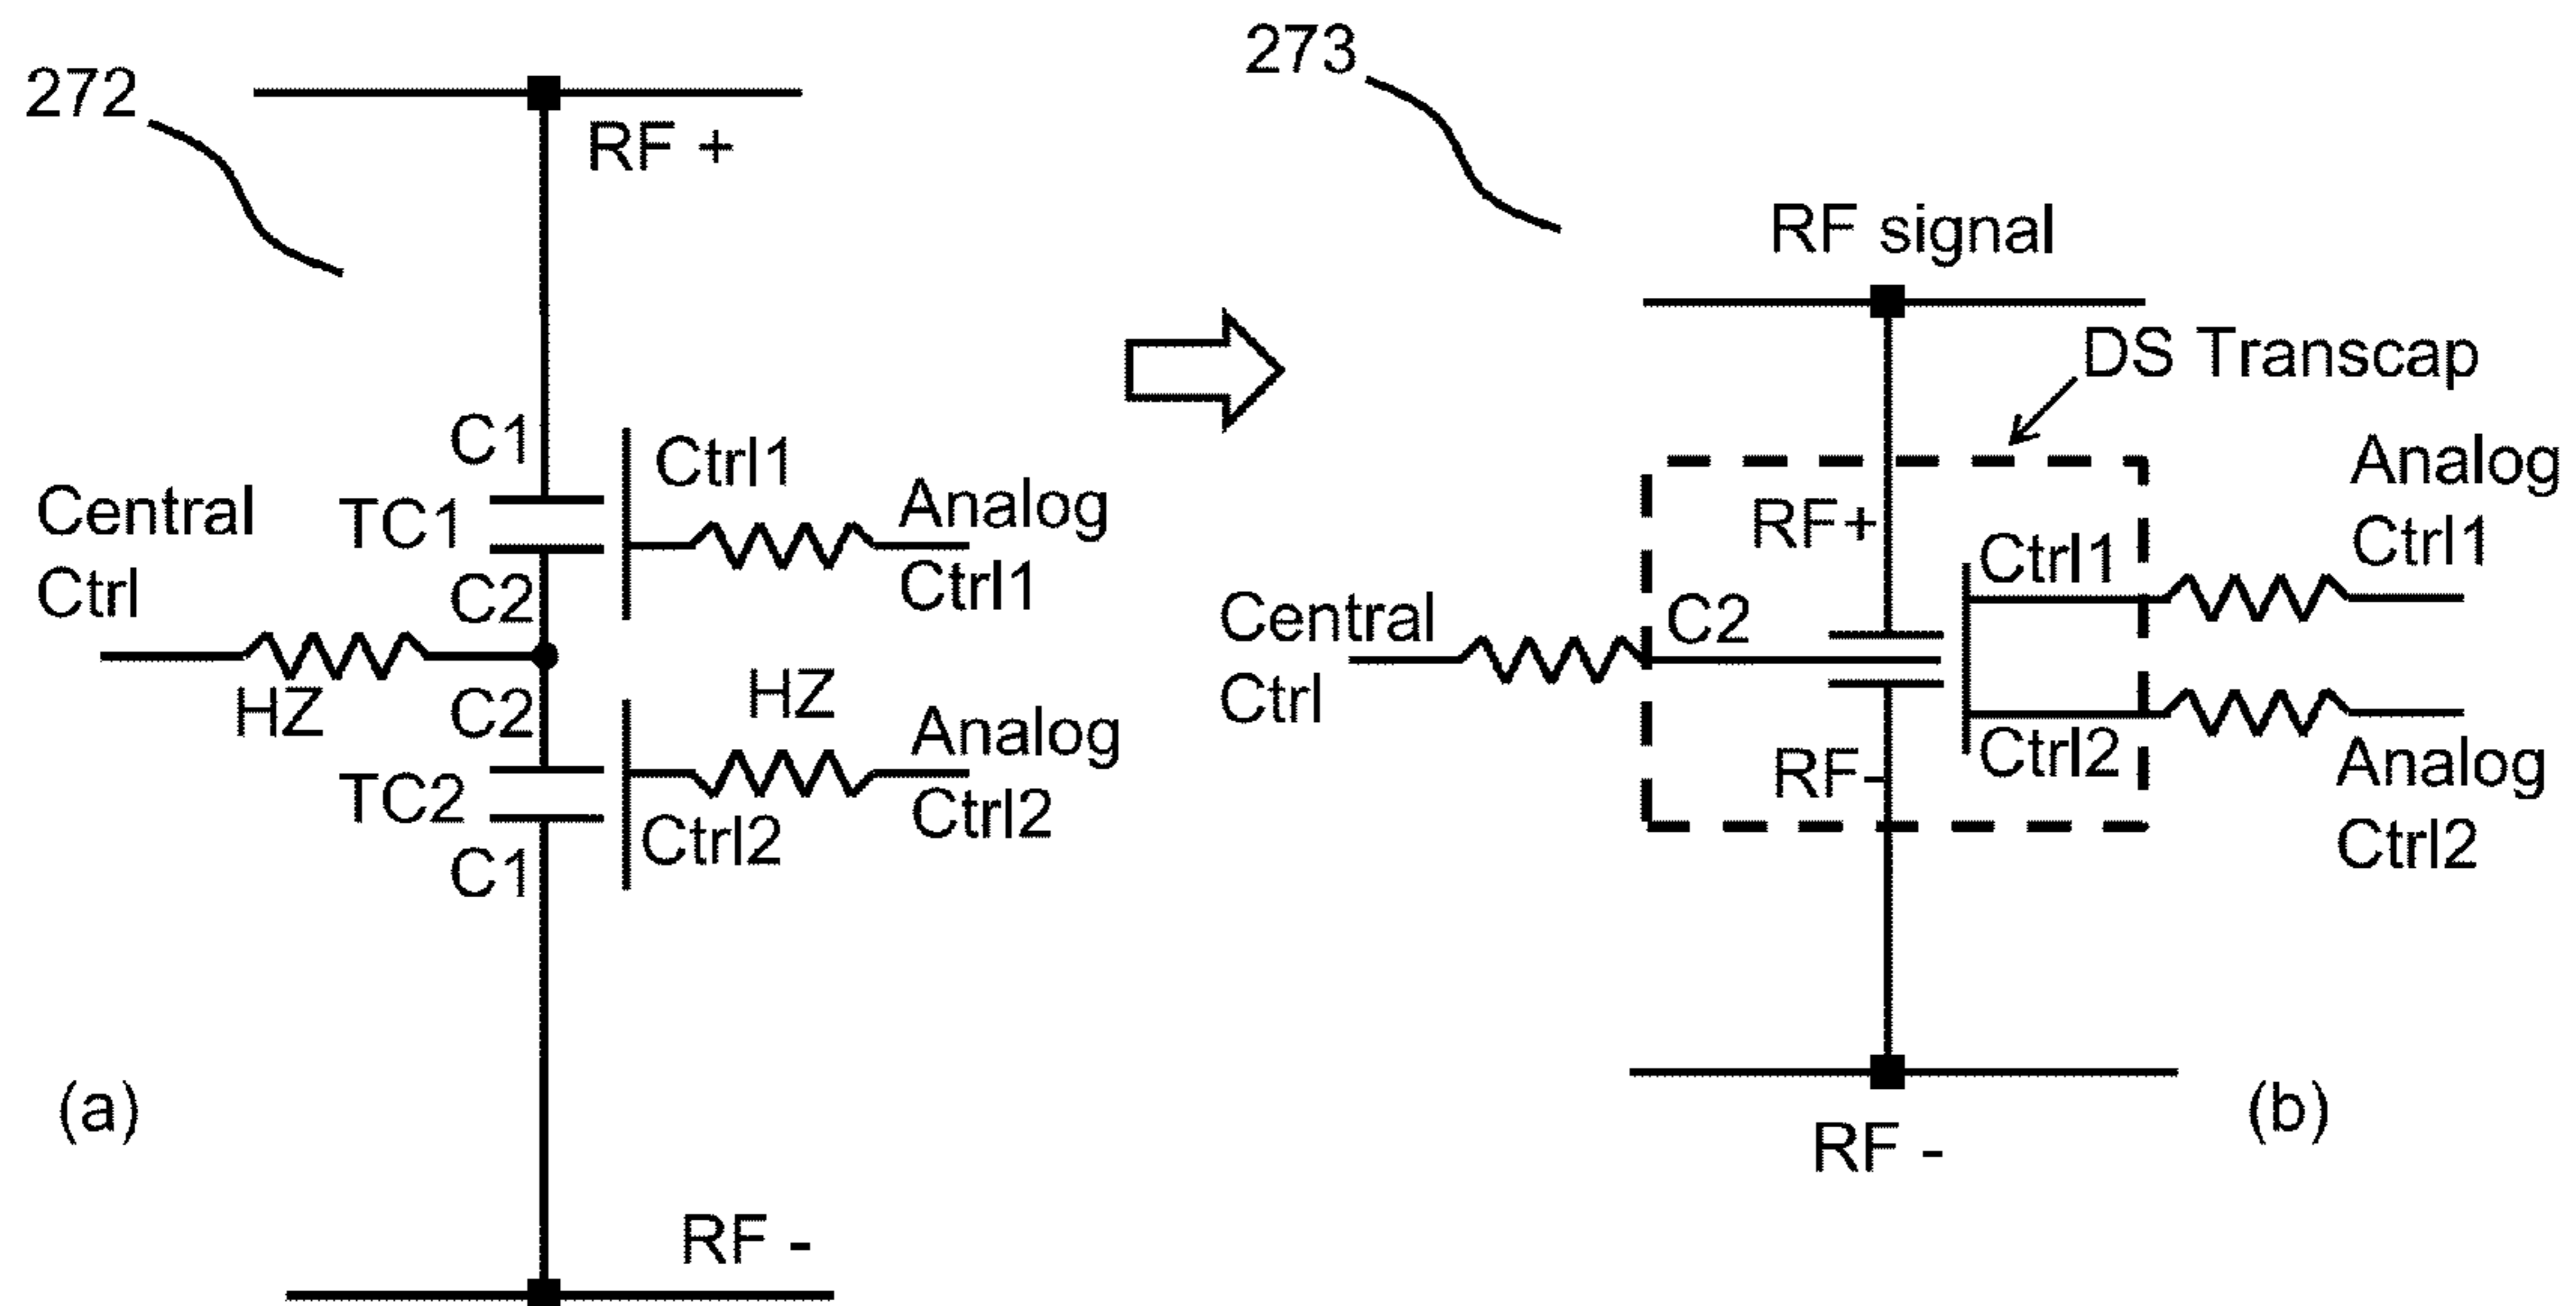 272
RF +
C1
Ctrl1
Central
Ctrl
TC1
Analog
Ctrl1
C2
HZ
C2
HZ
Analog
Ctrl2
TC2
Ctrl2
C1
(a)
RF -
273
RF signal
DS Transcap
RF+
Analog
Ctrl1
Ctrl1
Central
Ctrl
C2
RF-
Ctrl2
Analog
Ctrl2
RF -
(b)